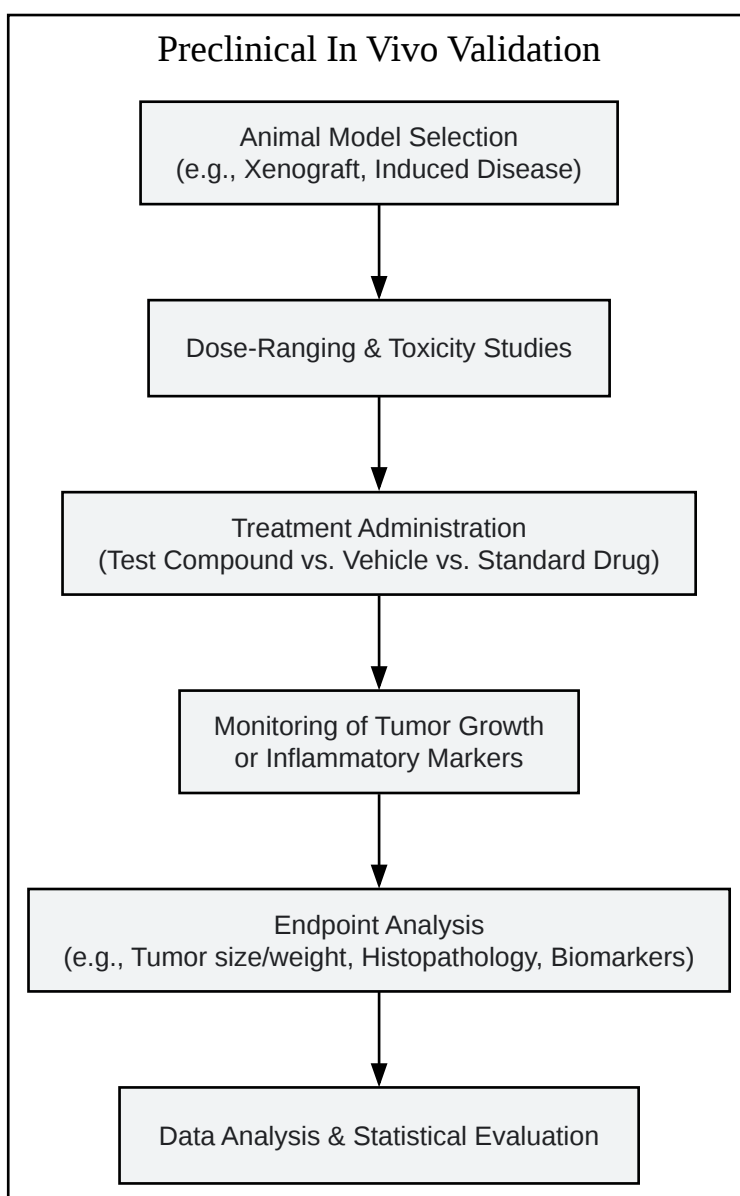 Preclinical In Vivo Validation
Animal Model Selection
(e.g., Xenograft, Induced Disease)
Dose-Ranging & Toxicity Studies
Treatment Administration
(Test Compound vs. Vehicle vs. Standard Drug)
Monitoring of Tumor Growth
or Inflammatory Markers
Endpoint Analysis
(e.g., Tumor size/weight, Histopathology, Biomarkers)
Data Analysis & Statistical Evaluation